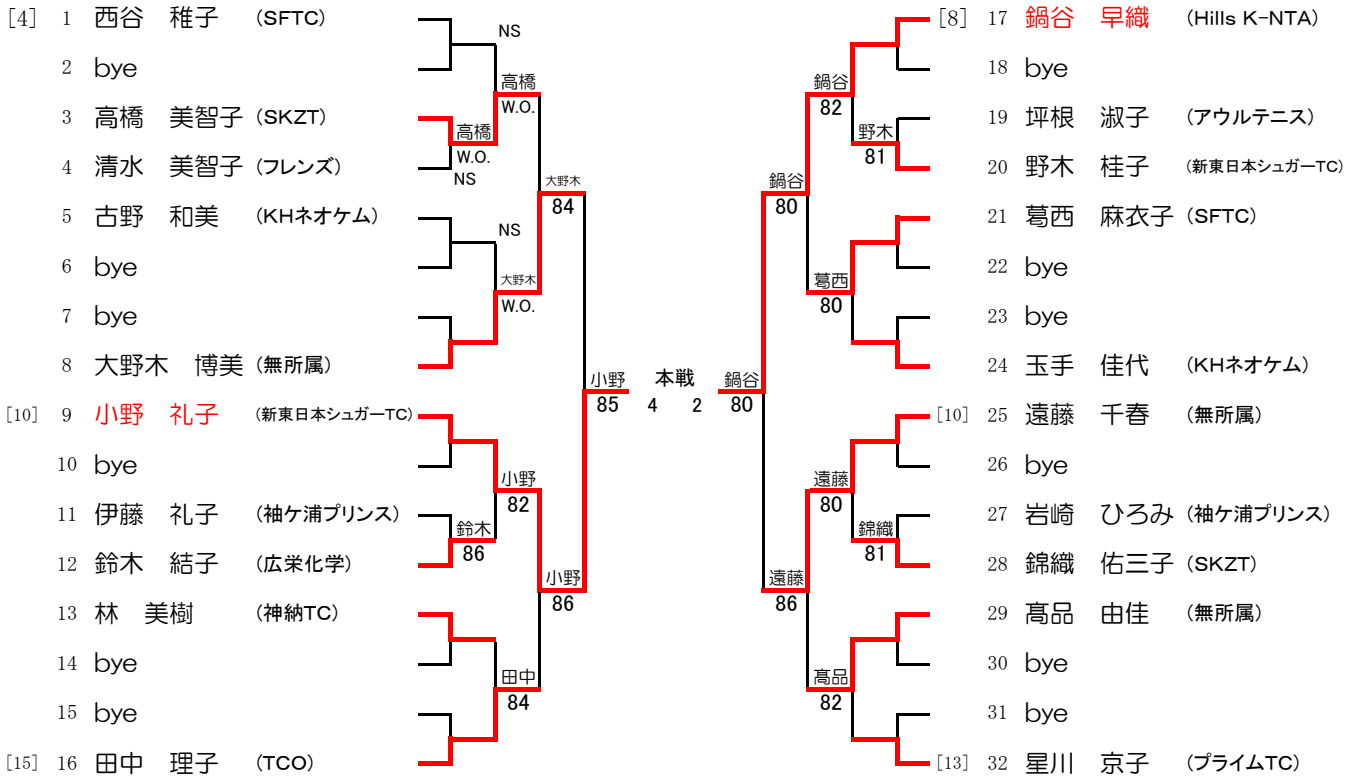 [4] 1 西谷 稚子 (SFTC)
NS
2 bye
高橋
W.O.
3 高橋 美智子 (SKZT)
高橋
W.O.
4 清水 美智子 (フレンズ)
NS
大野木
84
5 古野 和美 (KHネオケム)
NS
6 bye
大野木
W.O.
7 bye
8 大野木 博美 (無所属)
小野
85
[10] 9 小野 礼子 (新東日本シュガーTC)
10 bye
小野
82
11 伊藤 礼子 (袖ケ浦プリンス)
鈴木
86
12 鈴木 結子 (広栄化学)
小野
86
13 林 美樹 (神納TC)
14 bye
田中
84
15 bye
[15] 16 田中 理子 (TCO)
本戦
4 2
[8] 17 鍋谷 早織 (Hills K-NTA)
18 bye
鍋谷
82
19 坪根 淑子 (アウルテニス)
野木
81
20 野木 桂子 (新東日本シュガーTC)
鍋谷
80
21 葛西 麻衣子 (SFTC)
22 bye
葛西
80
23 bye
24 玉手 佳代 (KHネオケム)
鍋谷
80
[10] 25 遠藤 千春 (無所属)
26 bye
遠藤
80
27 岩崎 ひろみ (袖ケ浦プリンス)
錦織
81
28 錦織 佑三子 (SKZT)
遠藤
86
29 髙品 由佳 (無所属)
30 bye
髙品
82
31 bye
[13] 32 星川 京子 (プライムTC)